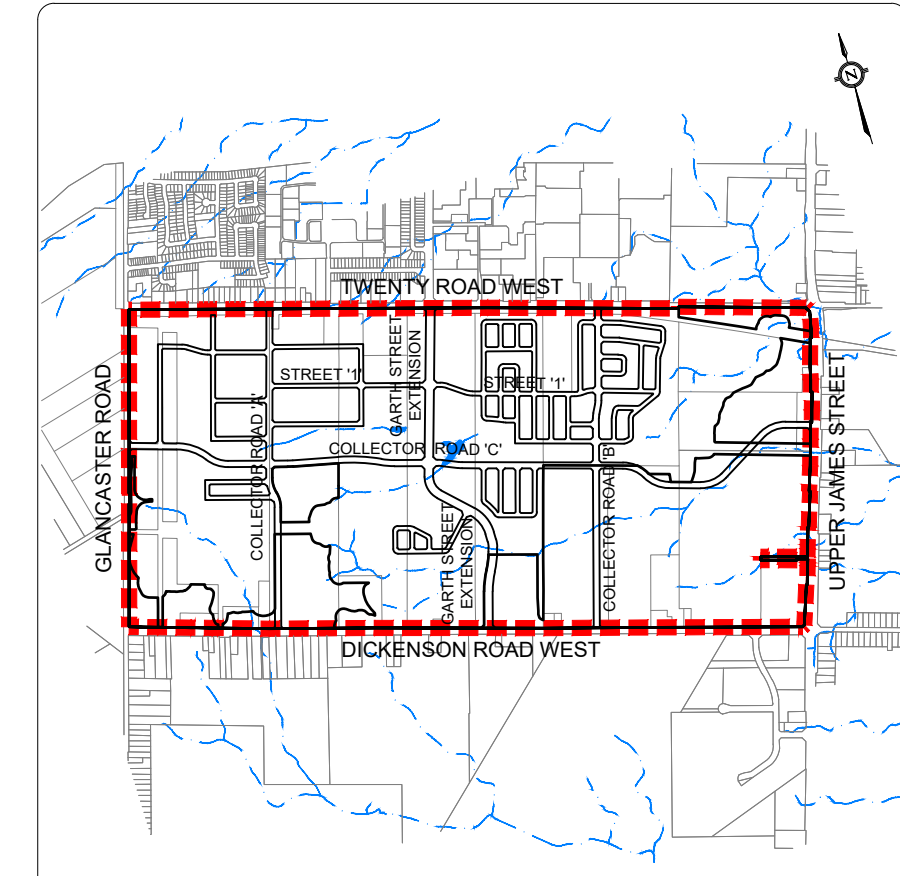 N
TWENTY ROAD WEST
GLANCASTER ROAD
UPPER JAMES STREET
GARTH STREET
EXTENSION
STREET '1'
STREET '1'
COLLECTOR ROAD 'A'
COLLECTOR ROAD 'C'
COLLECTOR ROAD 'B'
GARTH STREET
EXTENSION
DICKENSON ROAD WEST